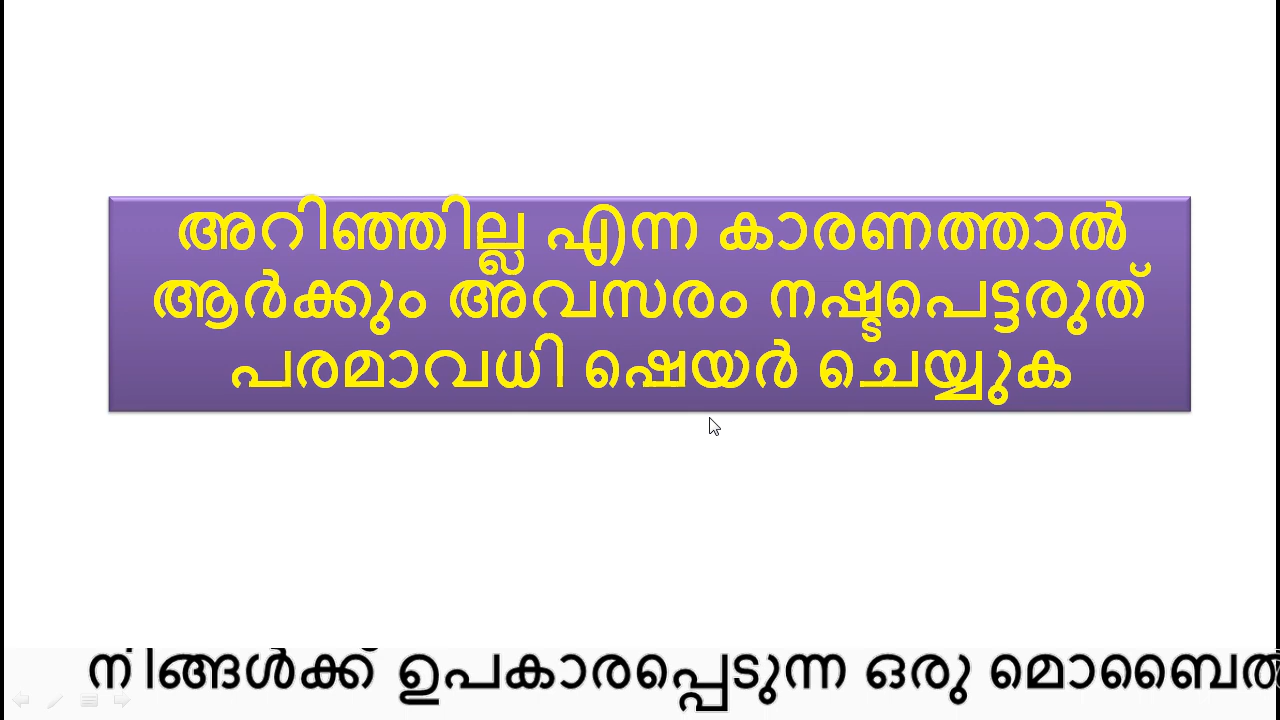 അറിഞ്ഞില്ല എന്ന കാരണത്താൽ
ആർക്കും അവസരം നഷ്ടപെട്ടരുത്
പരമാവധി ഷെയർ ചെയ്യുക
നിങ്ങൾക്ക് ഉപകാരപ്പെടുന്ന ഒരു മൊബൈൽ